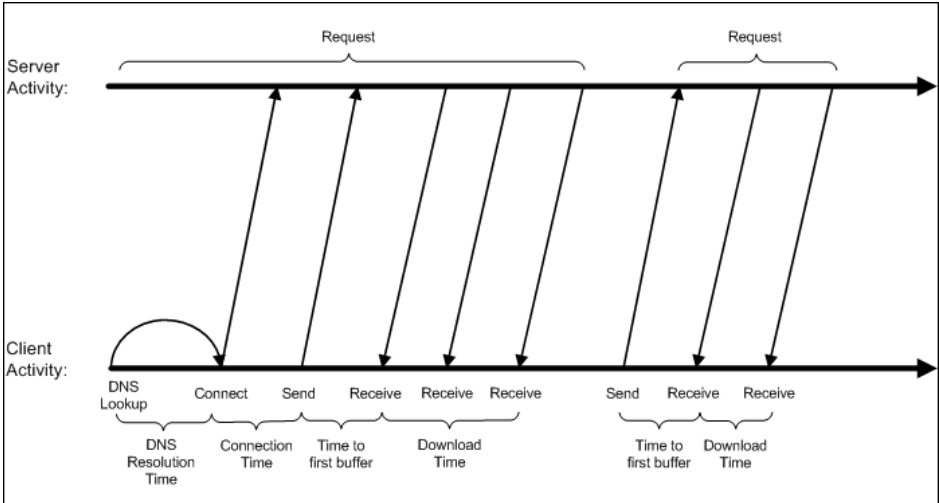 Request
Request
Server
Activity:
Client
Activity:
DNS
Lookup
Connect
Send
Receive
Receive
Receive
Send
Receive
Receive
DNS
Resolution
Time
Connection
Time
Time to
first buffer
Download
Time
Time to
first buffer
Download
Time